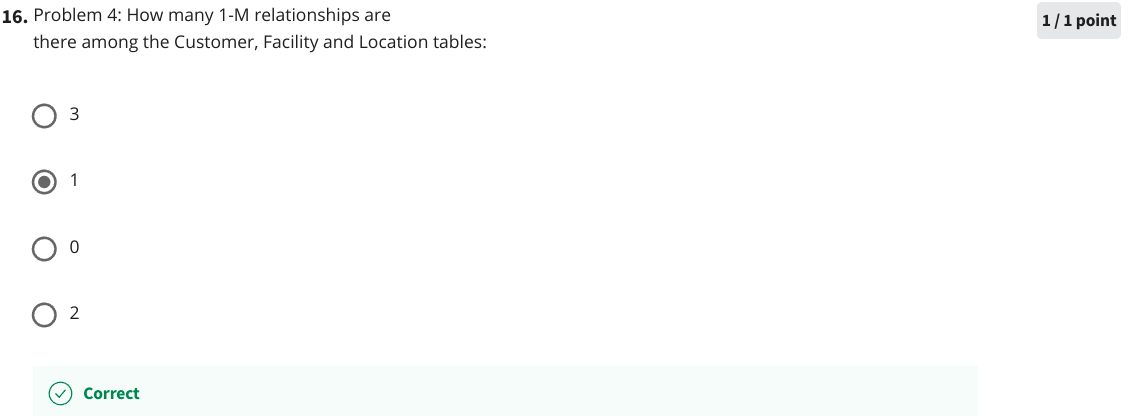 16. Problem 4: How many 1-M relationships are
there among the Customer, Facility and Location tables:
1 / 1 point
3
1
0
2
Correct